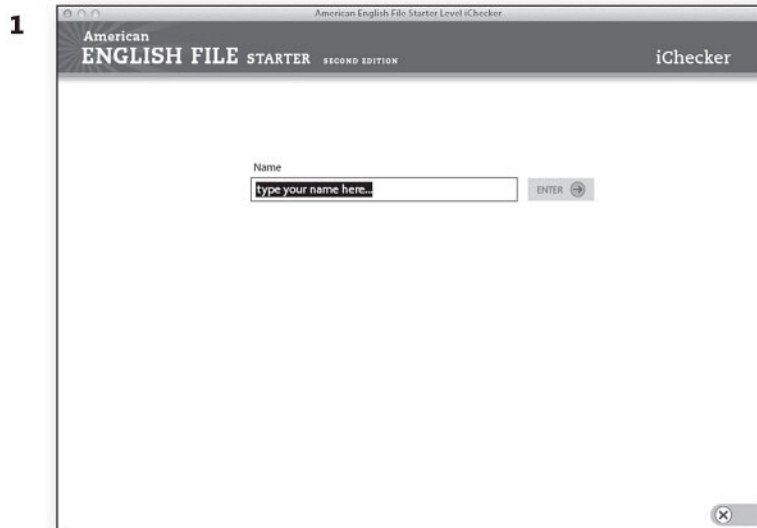 1
American English File Starter Level iChecker
American
ENGLISH FILE STARTER SECOND EDITION
iChecker
Name
type your name here...
ENTER